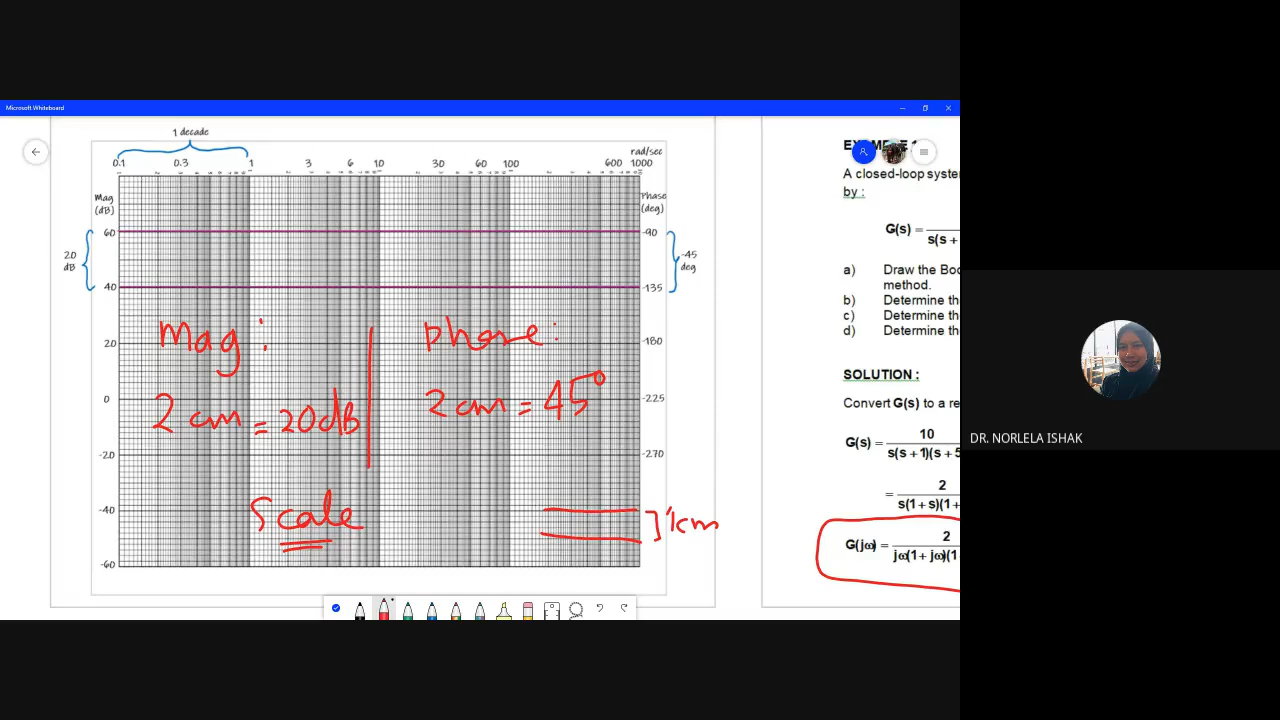 Microsoft Whiteboard
1 decade
rad/sec
0.1 0.3 1 3 6 10 30 60 100 600 1000
Mag
(dB)
Phase
(deg)
60 -90
20
dB
-45
deg
40 -135
Mag: Phase:
20 -180
0 -225
2 cm = 20dB 2 cm = 45°
-20 -270
Scale
-40
1cm
-60
A closed-loop syste
by :
G(s) =
s(s +
a) Draw the Bo
method.
b) Determine th
c) Determine th
d) Determine th
SOLUTION :
Convert G(s) to a re
G(s) = 10
s(s + 1)(s + 5
= 2
s(1 + s)(1 +
G(jω) = 2
jω(1 + jω)(1
DR. NORLELA ISHAK